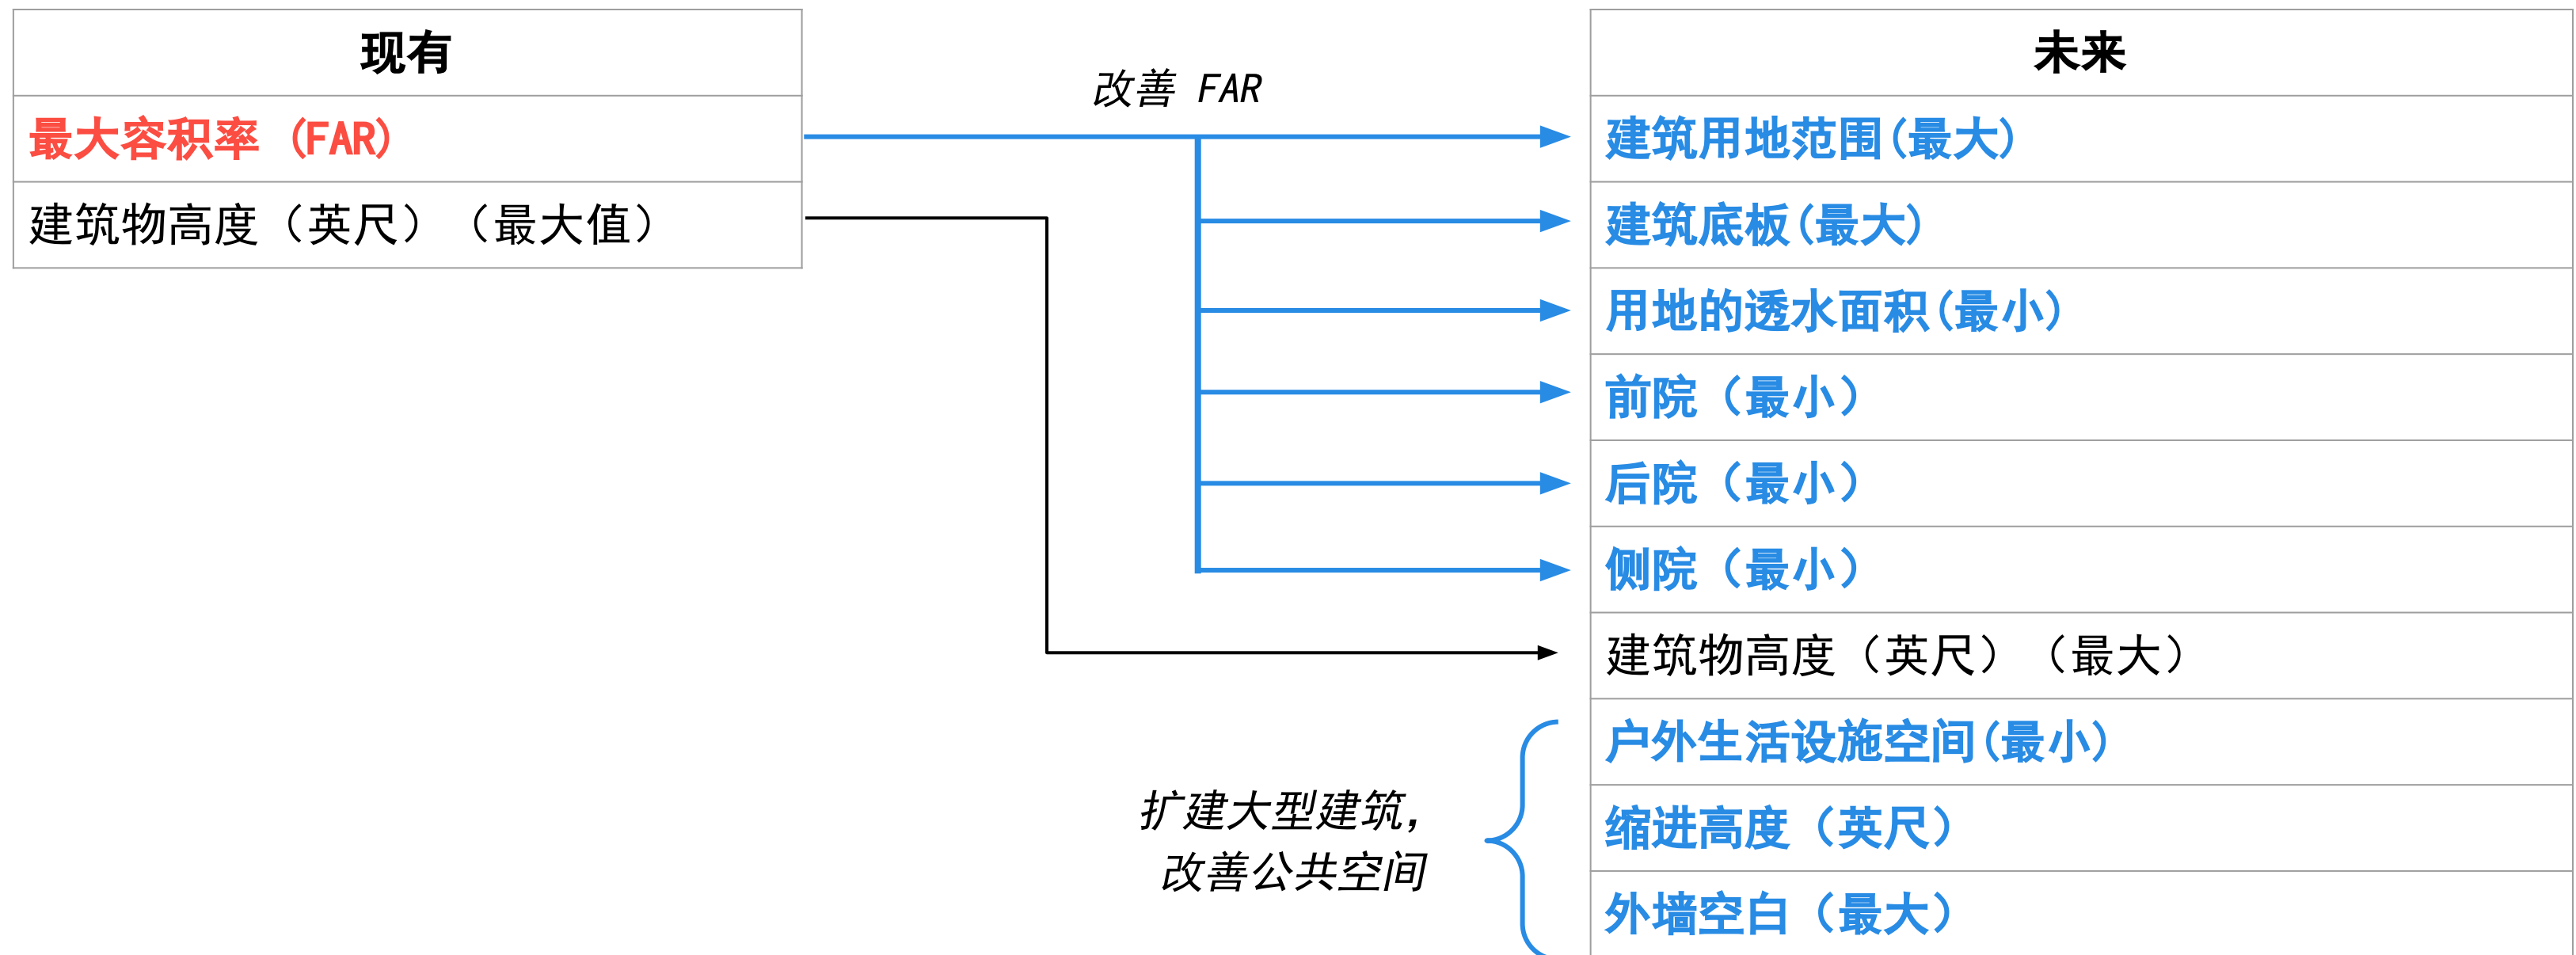 现有
最大容积率 (FAR)
建筑物高度（英尺）（最大值）
改善 FAR
未来
建筑用地范围(最大)
建筑底板(最大)
用地的透水面积(最小)
前院（最小）
后院（最小）
侧院（最小）
建筑物高度（英尺）（最大）
户外生活设施空间(最小)
缩进高度（英尺）
外墙空白（最大）
扩建大型建筑，
改善公共空间